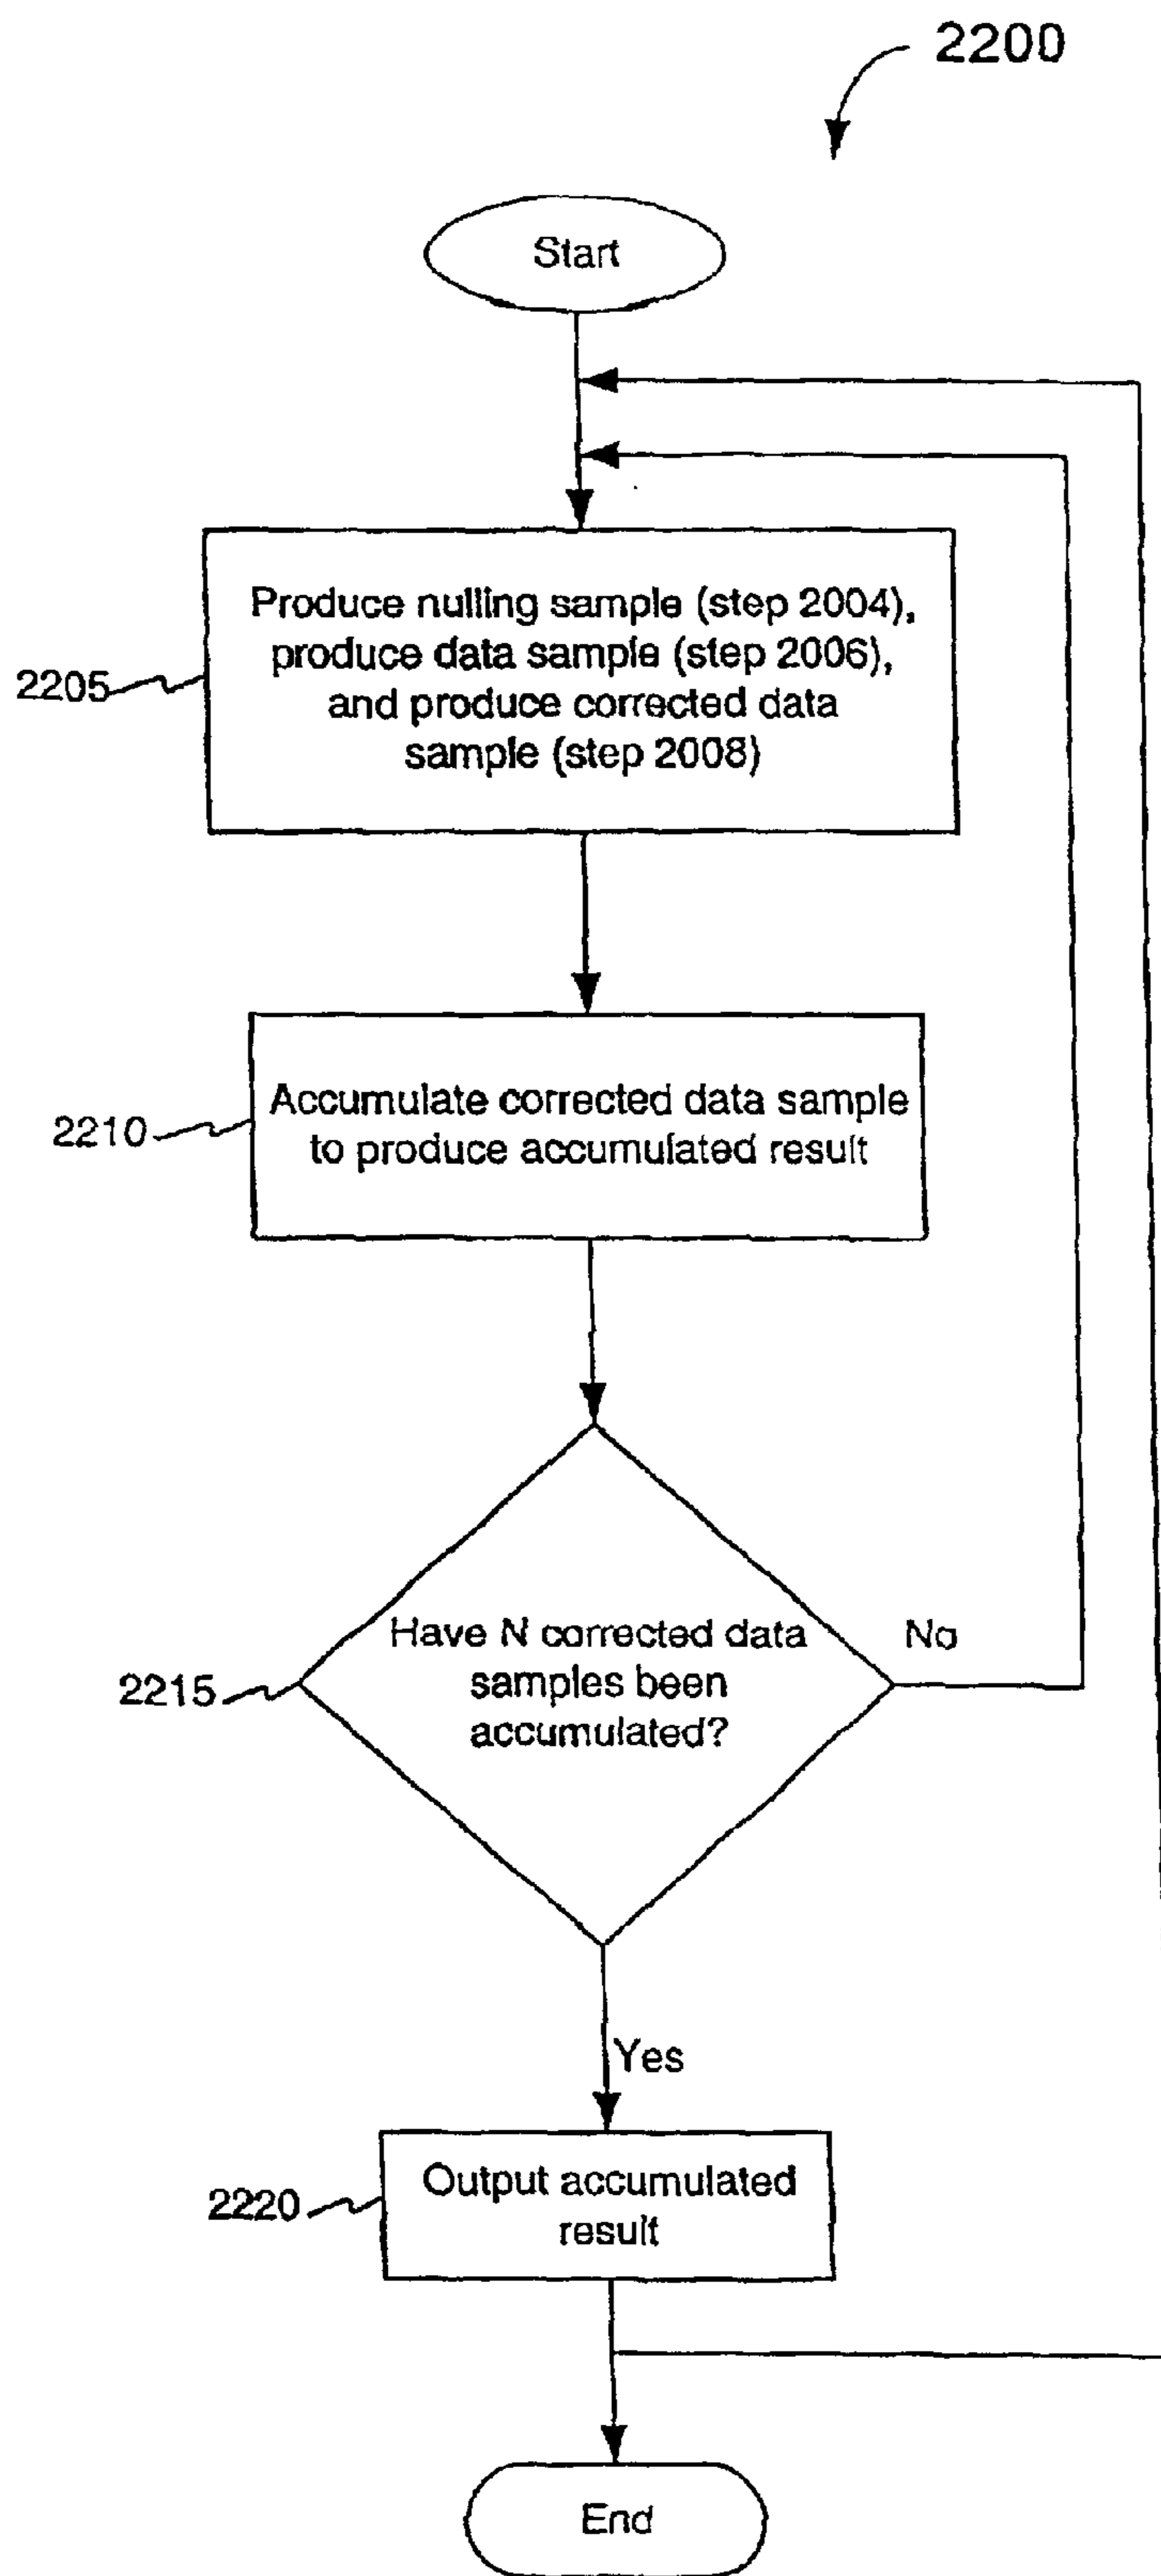 2200
Start
2205
Produce nulling sample (step 2004),
produce data sample (step 2006),
and produce corrected data
sample (step 2008)
2210
Accumulate corrected data sample
to produce accumulated result
2215
Have N corrected data
samples been
accumulated?
No
Yes
2220
Output accumulated
result
End